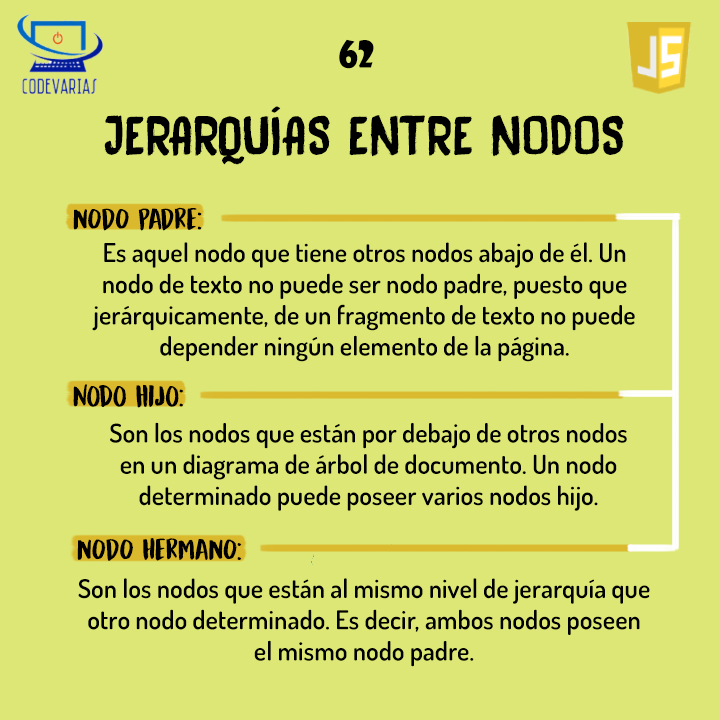 CODEVARIAS
62
JS
JERARQUÍAS ENTRE NODOS
NODO PADRE:
Es aquel nodo que tiene otros nodos abajo de él. Un
nodo de texto no puede ser nodo padre, puesto que
jerárquicamente, de un fragmento de texto no puede
depender ningún elemento de la página.
NODO HIJO:
Son los nodos que están por debajo de otros nodos
en un diagrama de árbol de documento. Un nodo
determinado puede poseer varios nodos hijo.
NODO HERMANO:
Son los nodos que están al mismo nivel de jerarquía que
otro nodo determinado. Es decir, ambos nodos poseen
el mismo nodo padre.